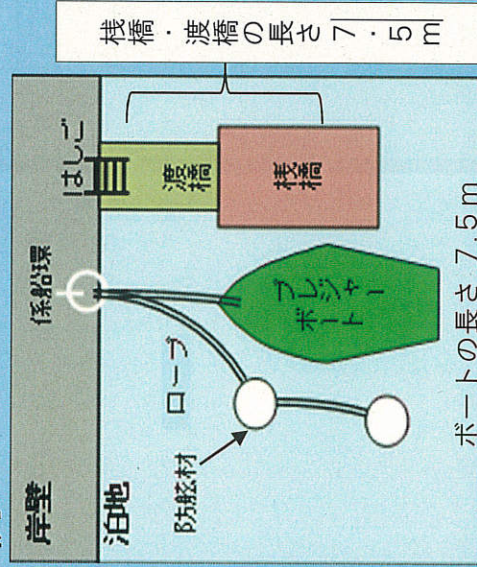 岸壁
係船環
はしご
泊地
渡橋
桟橋
ロープ
防舷材
プレジャー
ボート
ボートの長さ 7.5m
桟橋・渡橋の長さ 7.5m